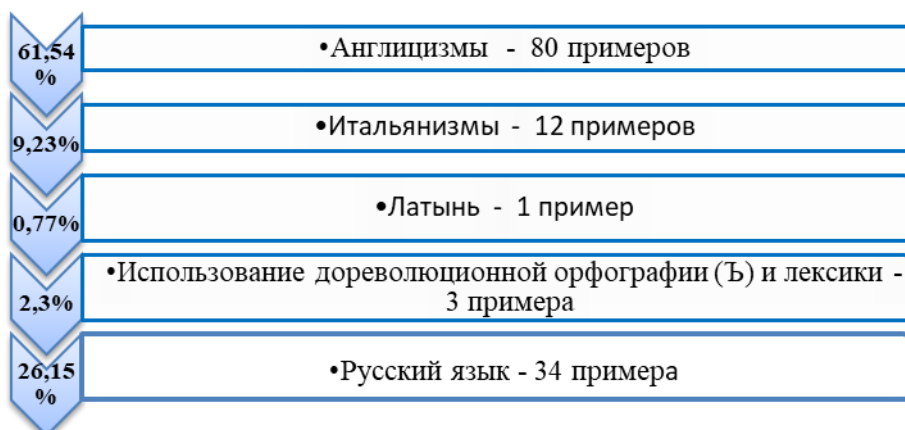 61,54
%
•Англицизмы - 80 примеров
9,23%
•Итальянизмы - 12 примеров
0,77%
•Латынь - 1 пример
2,3%
•Использование дореволюционной орфографии (Ъ) и лексики -
3 примера
26,15
%
•Русский язык - 34 примера